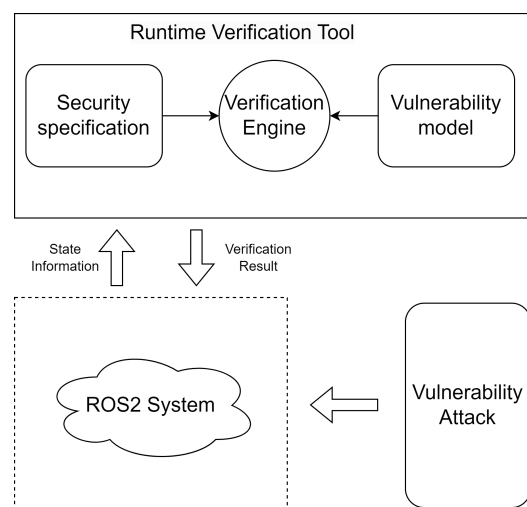 Runtime Verification Tool
Security
specification
Verification
Engine
Vulnerability
model
State
Information
Verification
Result
ROS2 System
Vulnerability
Attack